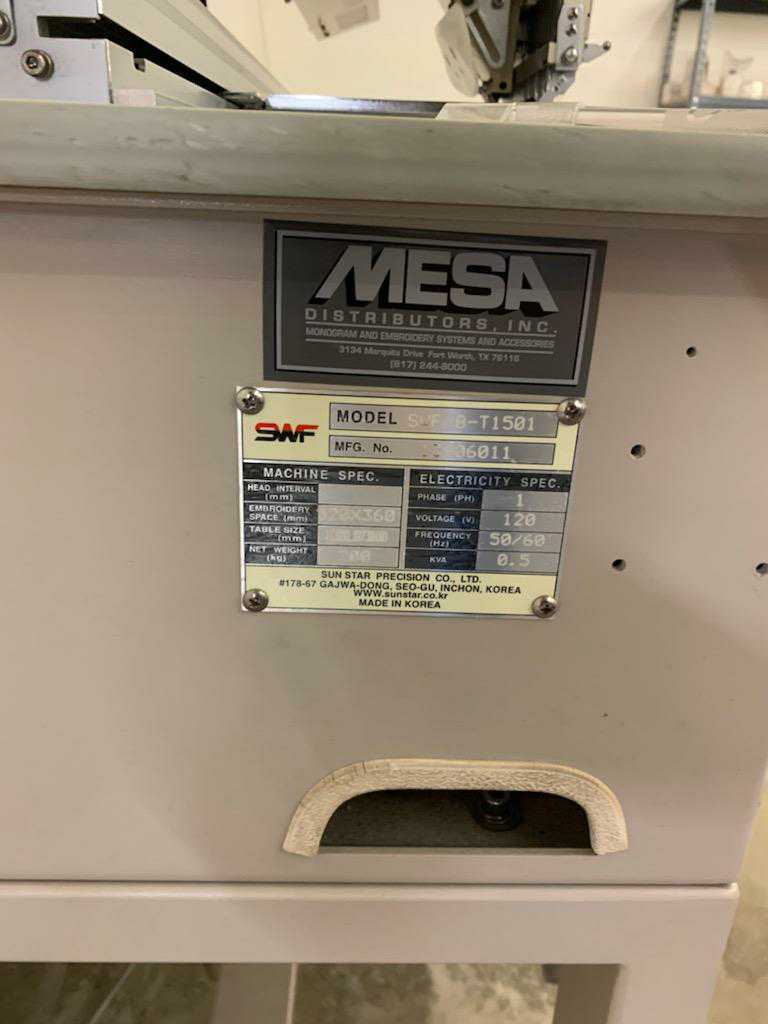 MESA
DISTRIBUTORS, INC.
MONOGRAM AND EMBROIDERY SYSTEMS AND ACCESSORIES
3134 Marquita Drive Fort Worth, TX 76116
(817) 244-8000
SWF
MODEL
MFG. No.
MACHINE SPEC.
HEAD INTERVAL (mm)
EMBROIDERY SPACE (mm)
TABLE SIZE (mm)
NET WEIGHT (kg)
ELECTRICITY SPEC.
PHASE (PH) 1
VOLTAGE (V) 120
FREQUENCY (Hz) 50/60
KVA 0.5
SUN STAR PRECISION CO., LTD.
#178-67 GAJWA-DONG, SEO-GU, INCHON, KOREA
www.sunstar.co.kr
MADE IN KOREA